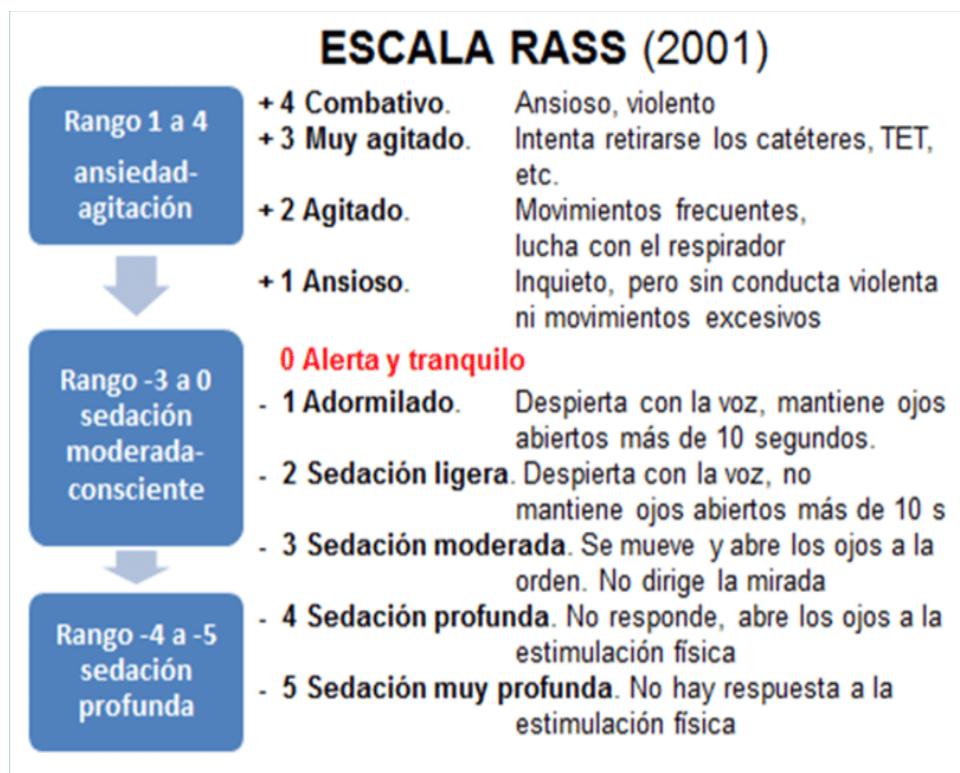 ESCALA RASS (2001)
Rango 1 a 4
ansiedad-
agitación
+ 4 Combativo. Ansioso, violento
+ 3 Muy agitado. Intenta retirarse los catéteres, TET,
etc.
+ 2 Agitado. Movimientos frecuentes,
lucha con el respirador
+ 1 Ansioso. Inquieto, pero sin conducta violenta
ni movimientos excesivos
Rango -3 a 0
sedación
moderada-
consciente
0 Alerta y tranquilo
- 1 Adormilado. Despierta con la voz, mantiene ojos
abiertos más de 10 segundos.
- 2 Sedación ligera. Despierta con la voz, no
mantiene ojos abiertos más de 10 s
- 3 Sedación moderada. Se mueve y abre los ojos a la
orden. No dirige la mirada
Rango -4 a -5
sedación
profunda
- 4 Sedación profunda. No responde, abre los ojos a la
estimulación física
- 5 Sedación muy profunda. No hay respuesta a la
estimulación física